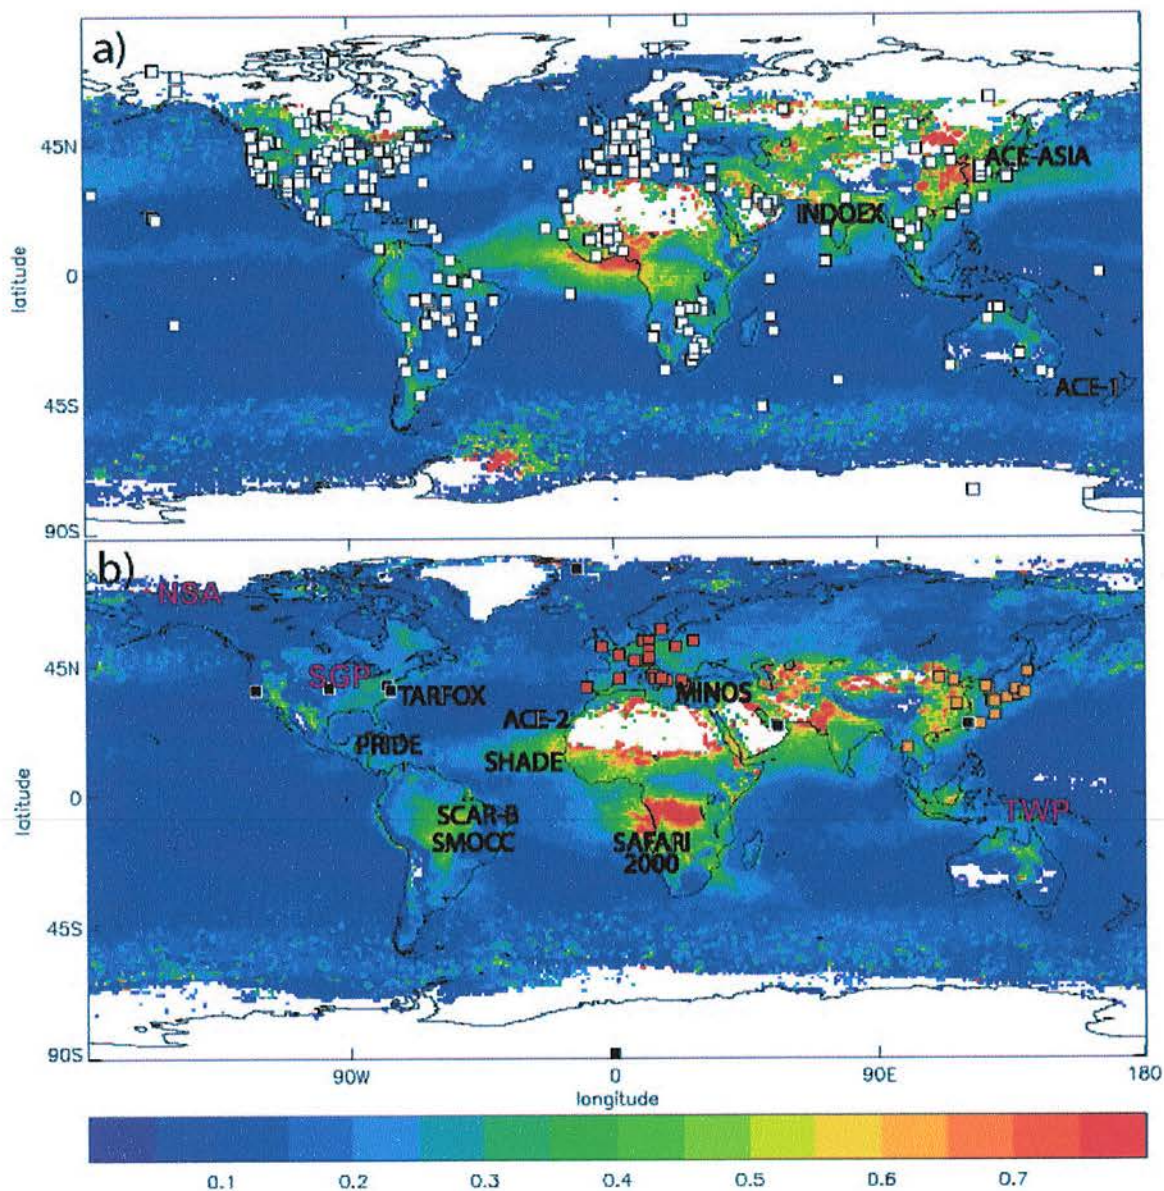 a)
45N
ACE-ASIA
INDOEX
0
latitude
ACE-1
45S
90S
b)
NSA
45N
SGP
TARFOX
MINOS
ACE-2
PRIDE
SHADE
0
latitude
SCAR-B
TWP
SMOCC
SAFARI
2000
45S
90S
90W
0
90E
180
longitude
0.1
0.2
0.3
0.4
0.5
0.6
0.7